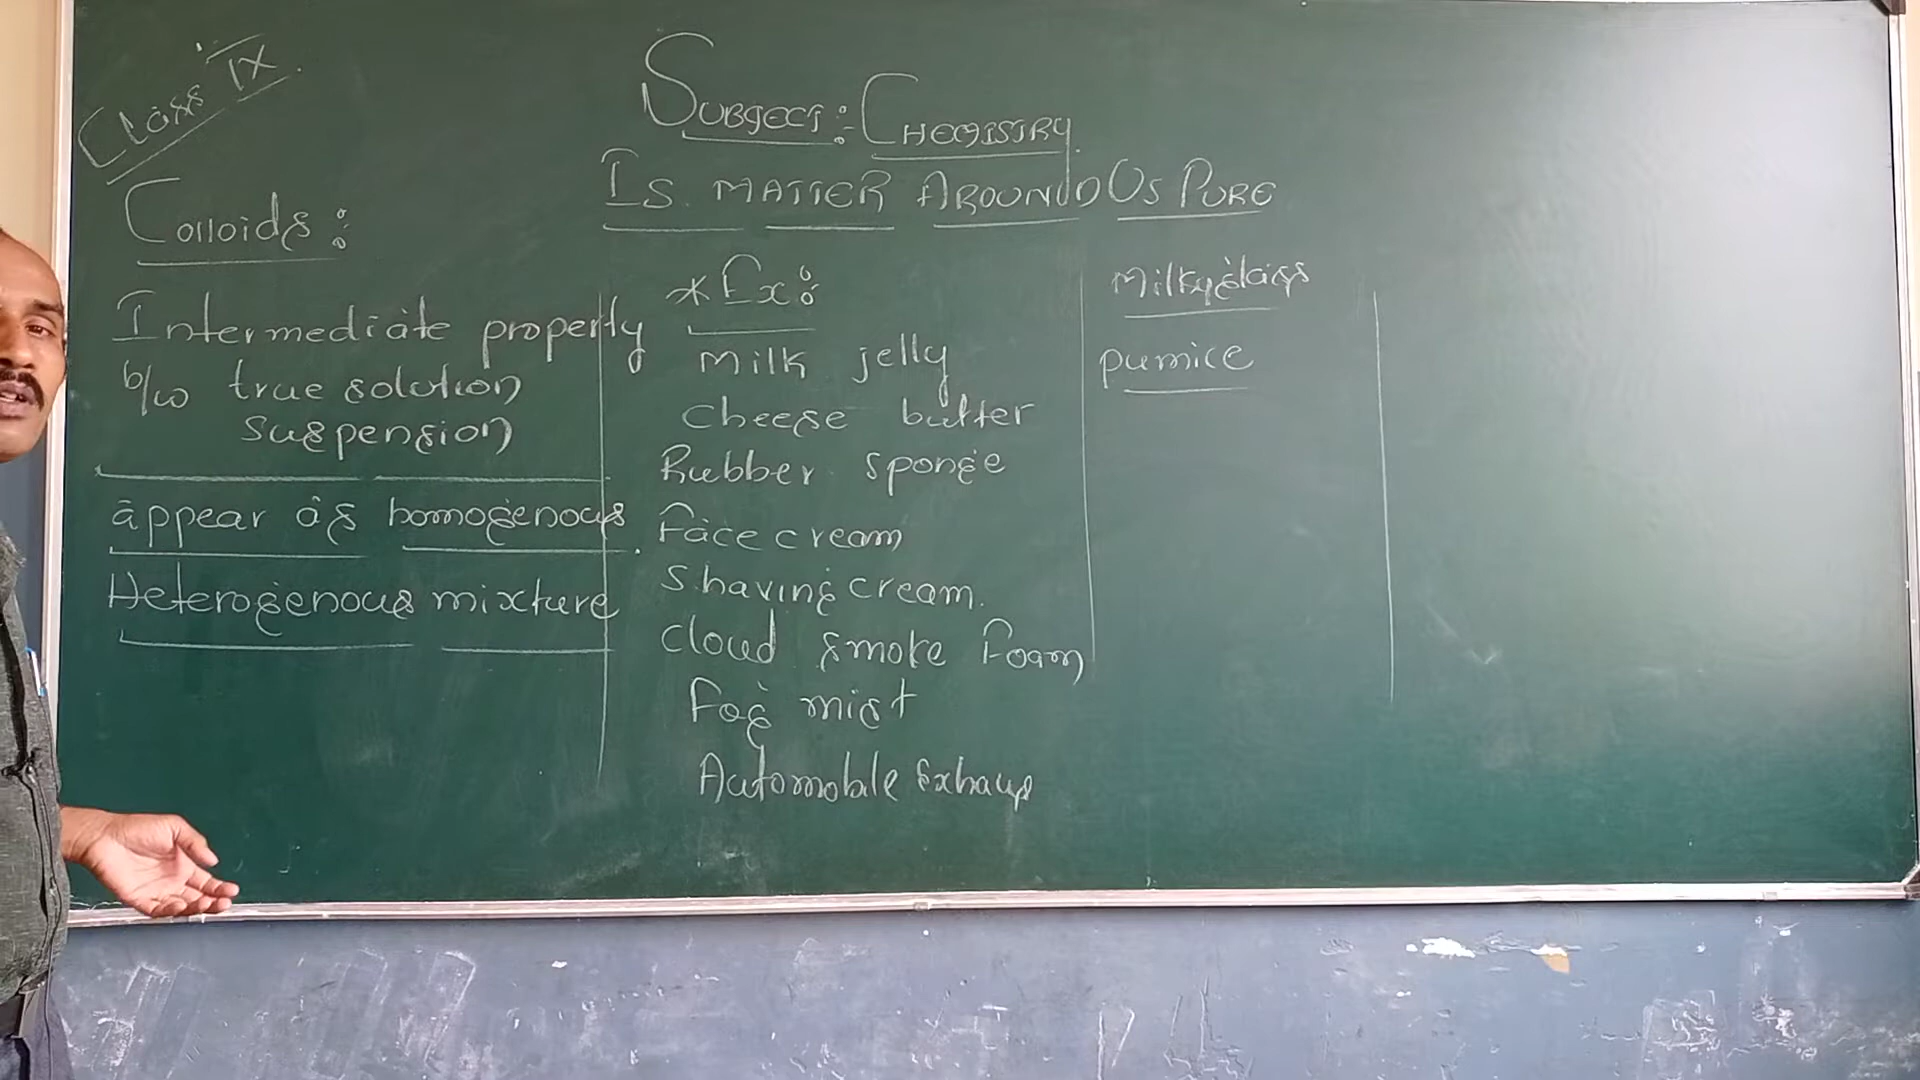 Class IX
Subject:- Chemistry
Is matter Around Us Pure
Colloids:
Intermediate property
b/w true solution
suspension
appear as homogenous.
Heterogenous mixture
*Ex:
Milk jelly
cheese butter
Rubber sponge
Face cream
shaving cream.
cloud smoke Foam
Fog mist
Automobile
Milkyglass
pumice